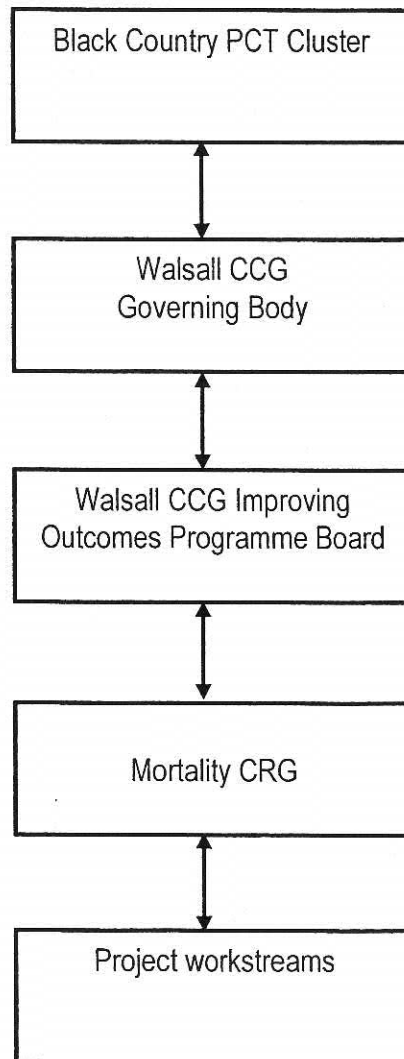 Black Country PCT Cluster
Walsall CCG
Governing Body
Walsall CCG Improving
Outcomes Programme Board
Mortality CRG
Project workstreams